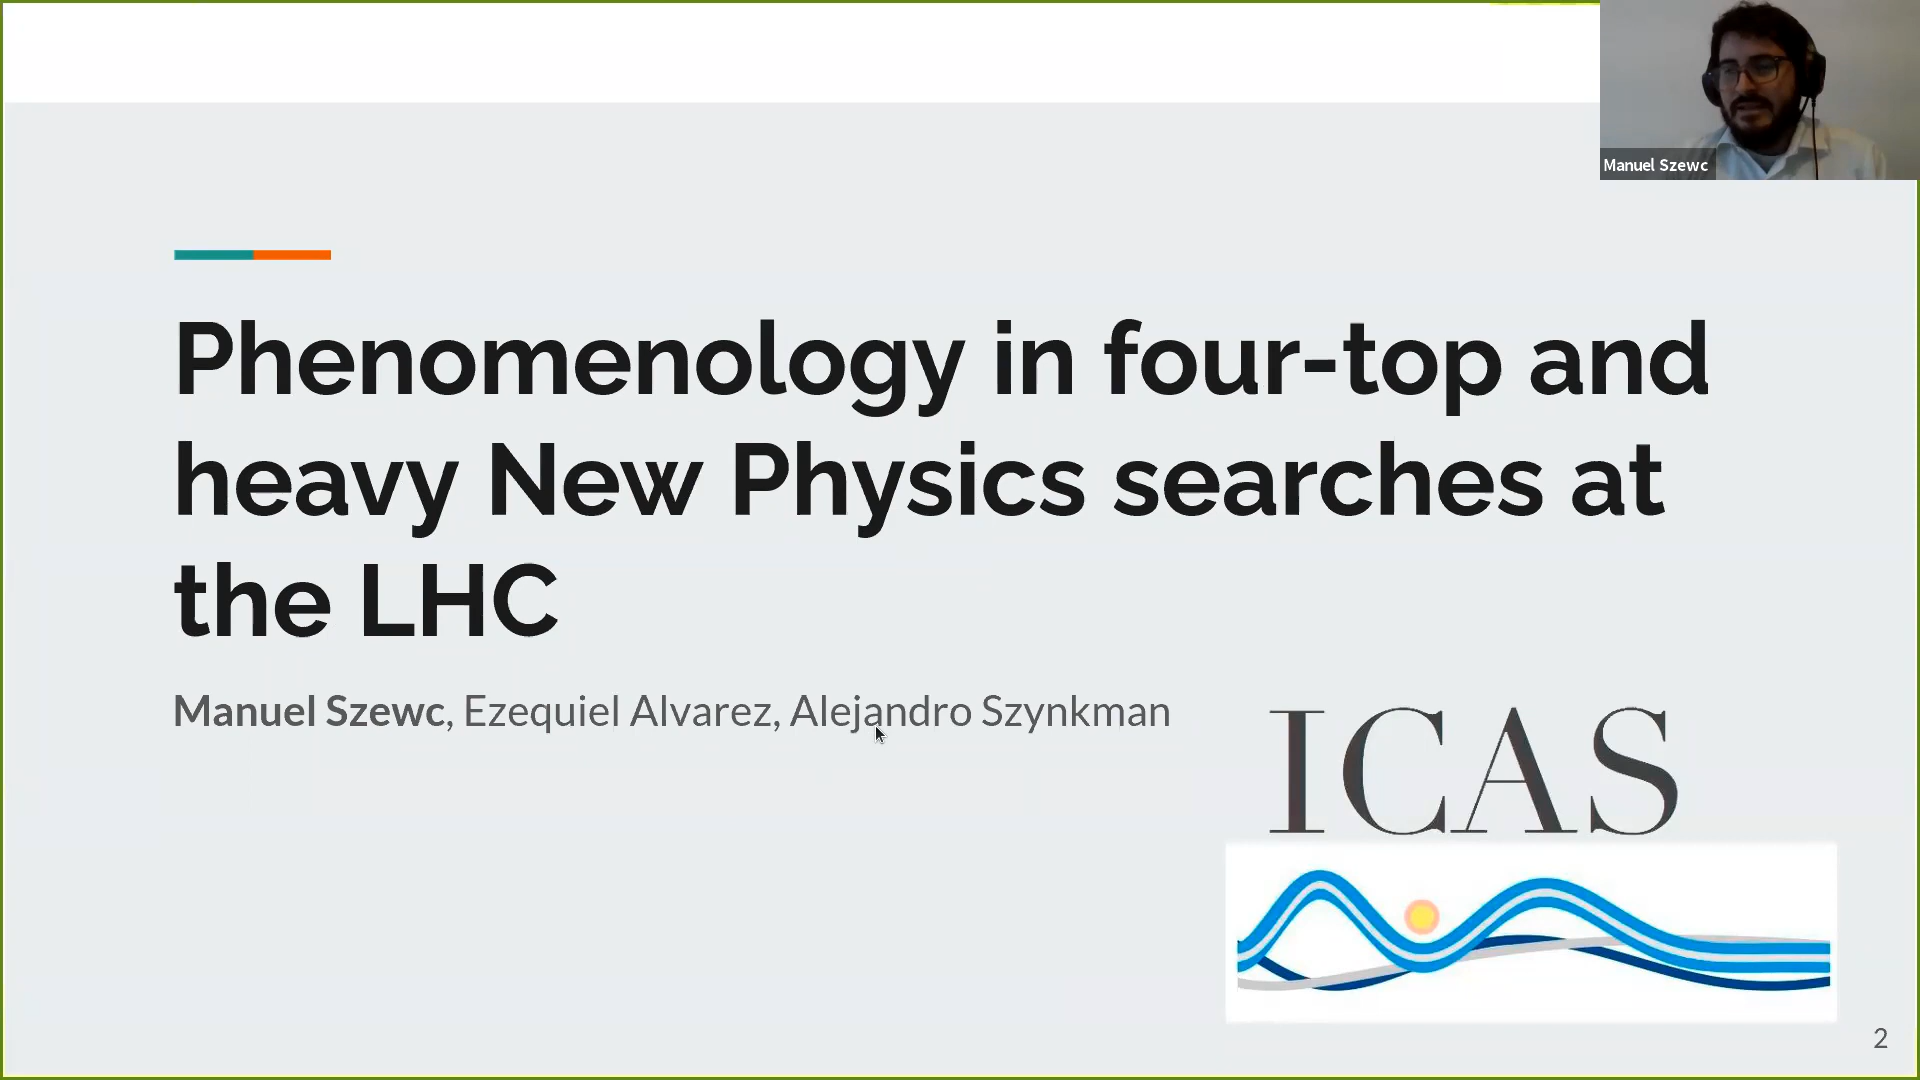 Manuel Szewc
Phenomenology in four-top and
heavy New Physics searches at
the LHC
Manuel Szewc, Ezequiel Alvarez, Alejandro Szynkman
ICAS
2